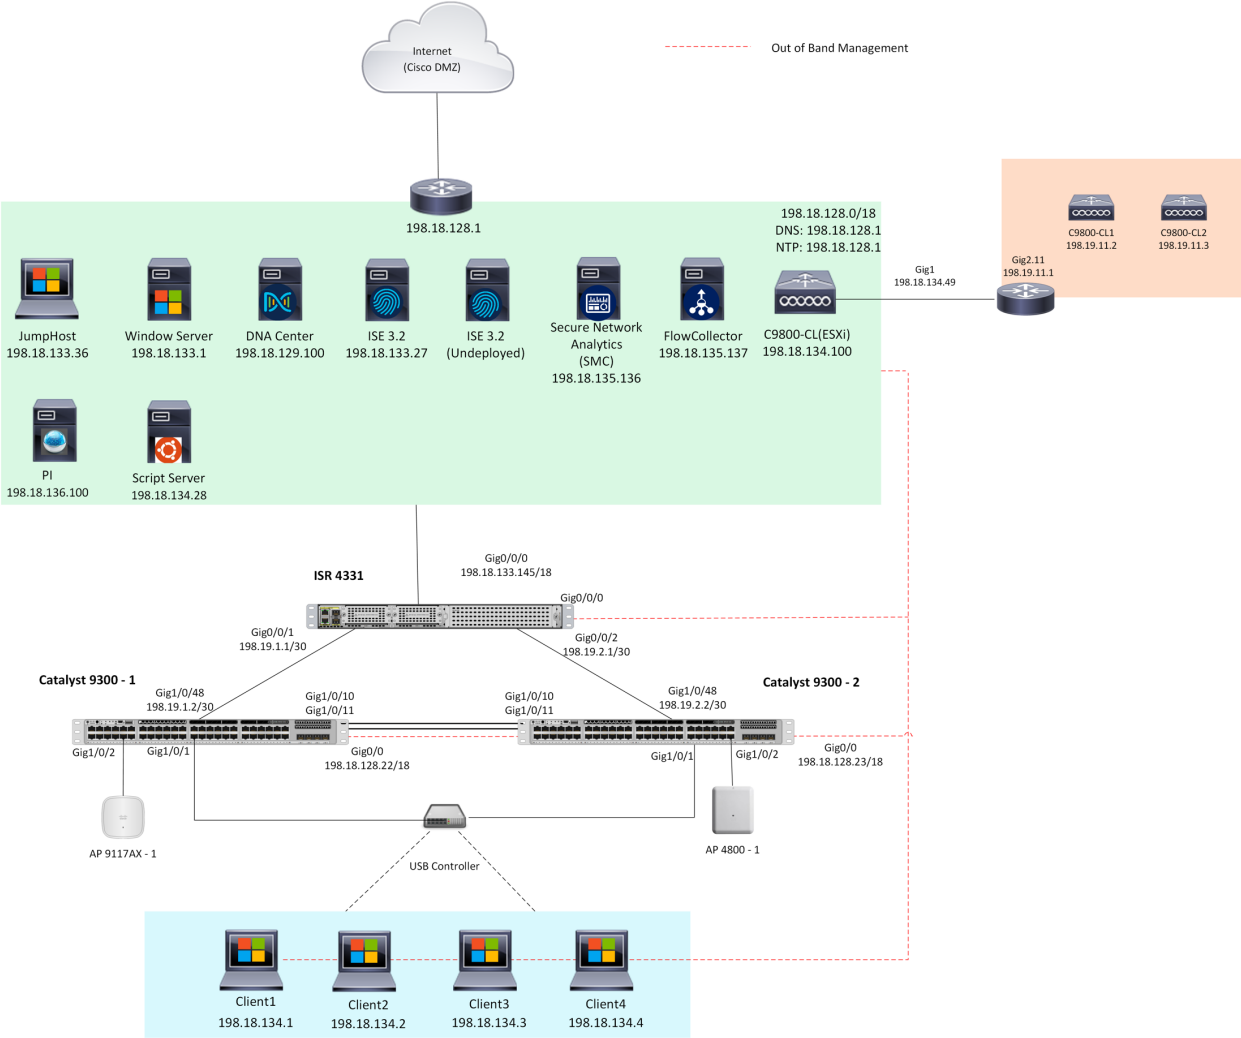 Internet
(Cisco DMZ)
Out of Band Management
198.18.128.1
198.18.128.0/18
DNS: 198.18.128.1
NTP: 198.18.128.1
C9800-CL1
198.19.11.2
C9800-CL2
198.19.11.3
Gig1
198.18.134.49
Gig2.11
198.19.11.1
JumpHost
198.18.133.36
Window Server
198.18.133.1
DNA Center
198.18.129.100
ISE 3.2
198.18.133.27
ISE 3.2
(Undeployed)
Secure Network
Analytics
(SMC)
198.18.135.136
FlowCollector
198.18.135.137
C9800-CL(ESXi)
198.18.134.100
PI
198.18.136.100
Script Server
198.18.134.28
Gig0/0/0
198.18.133.145/18
ISR 4331
Gig0/0/0
Gig0/0/1
198.19.1.1/30
Gig0/0/2
198.19.2.1/30
Catalyst 9300 - 1
Gig1/0/48
198.19.1.2/30
Gig1/0/10
Gig1/0/11
Gig1/0/10
Gig1/0/11
Gig1/0/48
198.19.2.2/30
Catalyst 9300 - 2
Gig1/0/2
Gig1/0/1
Gig0/0
198.18.128.22/18
Gig1/0/1
Gig1/0/2
Gig0/0
198.18.128.23/18
AP 9117AX - 1
USB Controller
AP 4800 - 1
Client1
198.18.134.1
Client2
198.18.134.2
Client3
198.18.134.3
Client4
198.18.134.4